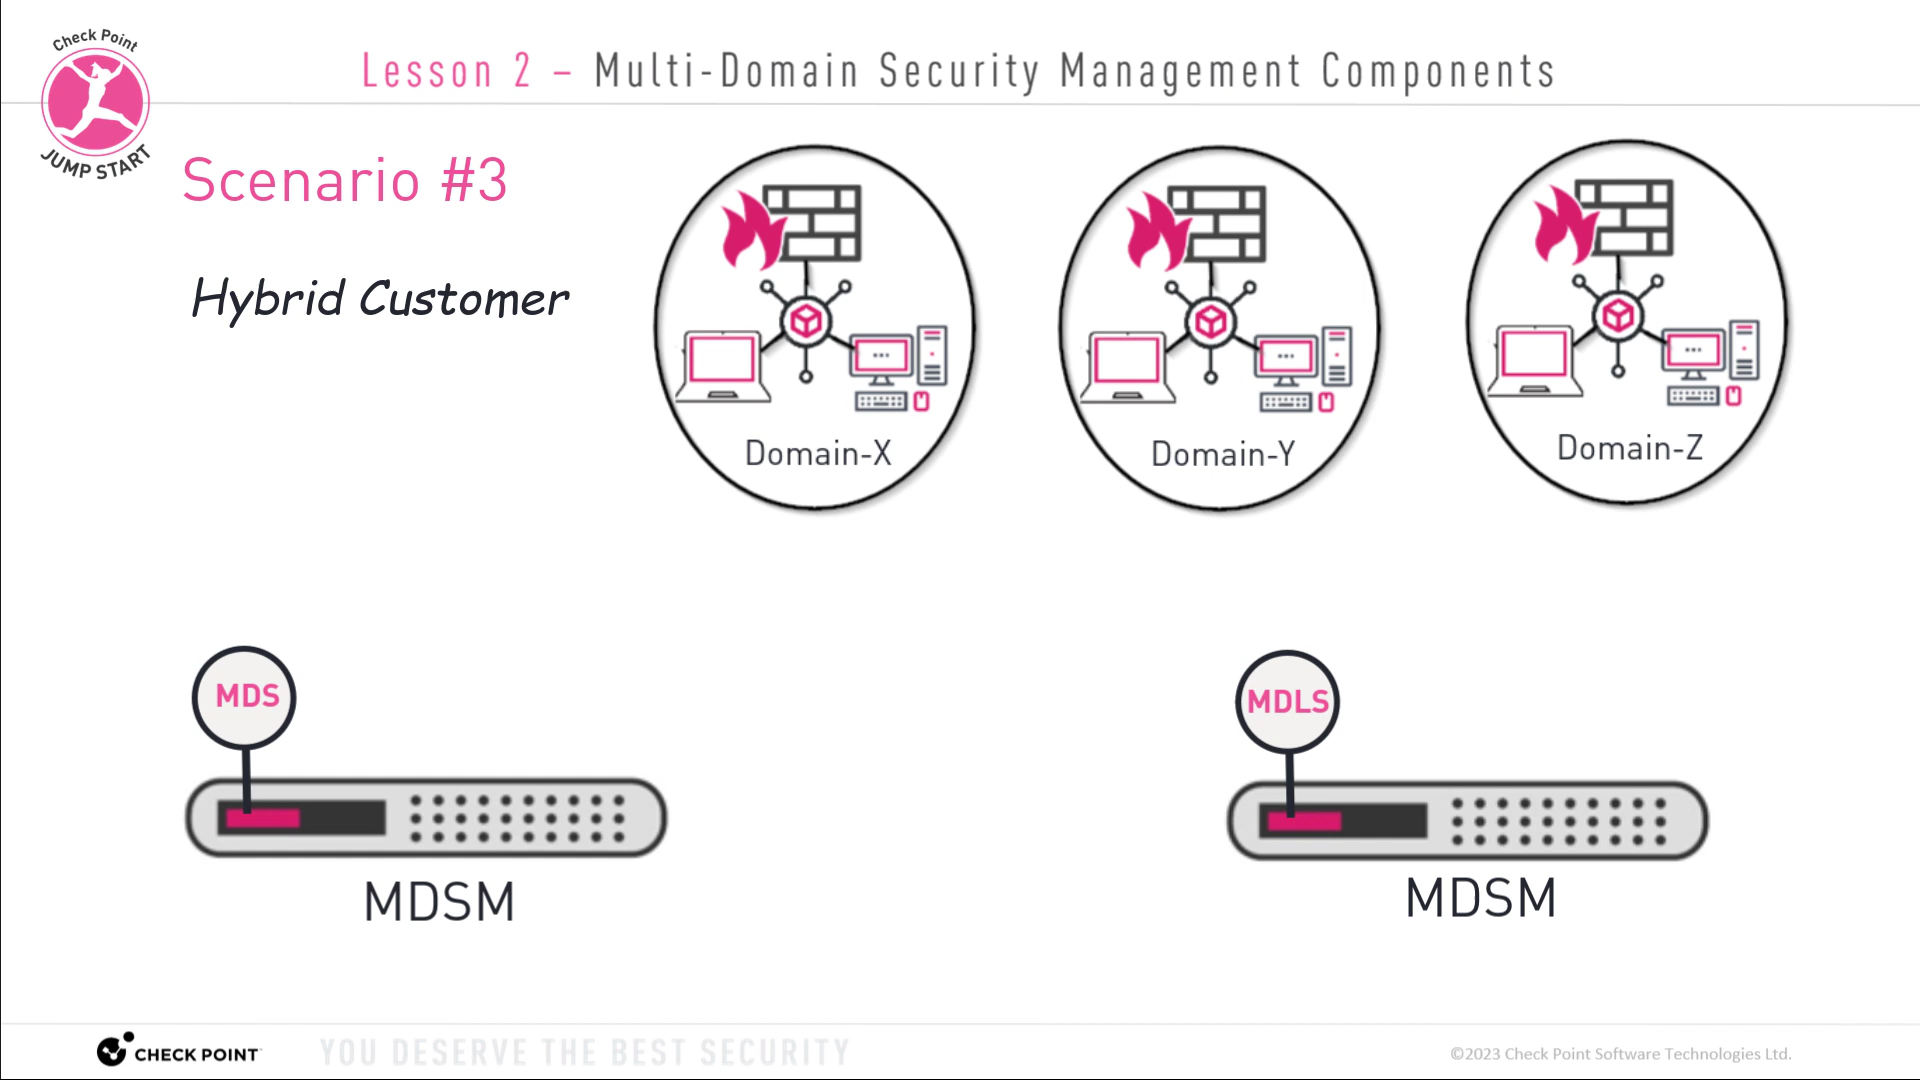 Check Point
JUMP START
Lesson 2 – Multi-Domain Security Management Components
Scenario #3
Hybrid Customer
Domain-X
Domain-Y
Domain-Z
MDS
MDLS
MDSM
MDSM
CHECK POINT
YOU DESERVE THE BEST SECURITY
©2023 Check Point Software Technologies Ltd.